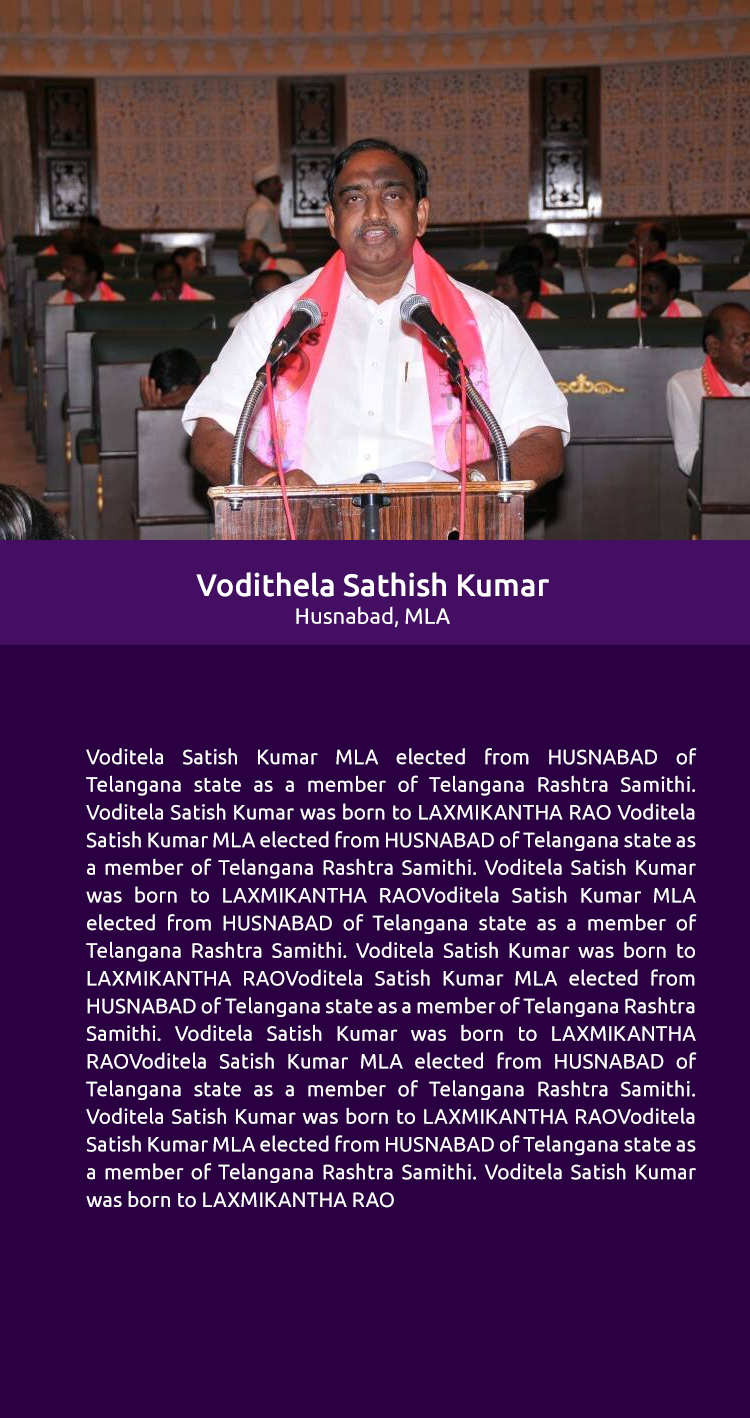 Vodithela Sathish Kumar
Husnabad, MLA
Voditela Satish Kumar MLA elected from HUSNABAD of
Telangana state as a member of Telangana Rashtra Samithi.
Voditela Satish Kumar was born to LAXMIKANTHA RAO Voditela
Satish Kumar MLA elected from HUSNABAD of Telangana state as
a member of Telangana Rashtra Samithi. Voditela Satish Kumar
was born to LAXMIKANTHA RAOVoditela Satish Kumar MLA
elected from HUSNABAD of Telangana state as a member of
Telangana Rashtra Samithi. Voditela Satish Kumar was born to
LAXMIKANTHA RAOVoditela Satish Kumar MLA elected from
HUSNABAD of Telangana state as a member of Telangana Rashtra
Samithi. Voditela Satish Kumar was born to LAXMIKANTHA
RAOVoditela Satish Kumar MLA elected from HUSNABAD of
Telangana state as a member of Telangana Rashtra Samithi.
Voditela Satish Kumar was born to LAXMIKANTHA RAOVoditela
Satish Kumar MLA elected from HUSNABAD of Telangana state as
a member of Telangana Rashtra Samithi. Voditela Satish Kumar
was born to LAXMIKANTHA RAO